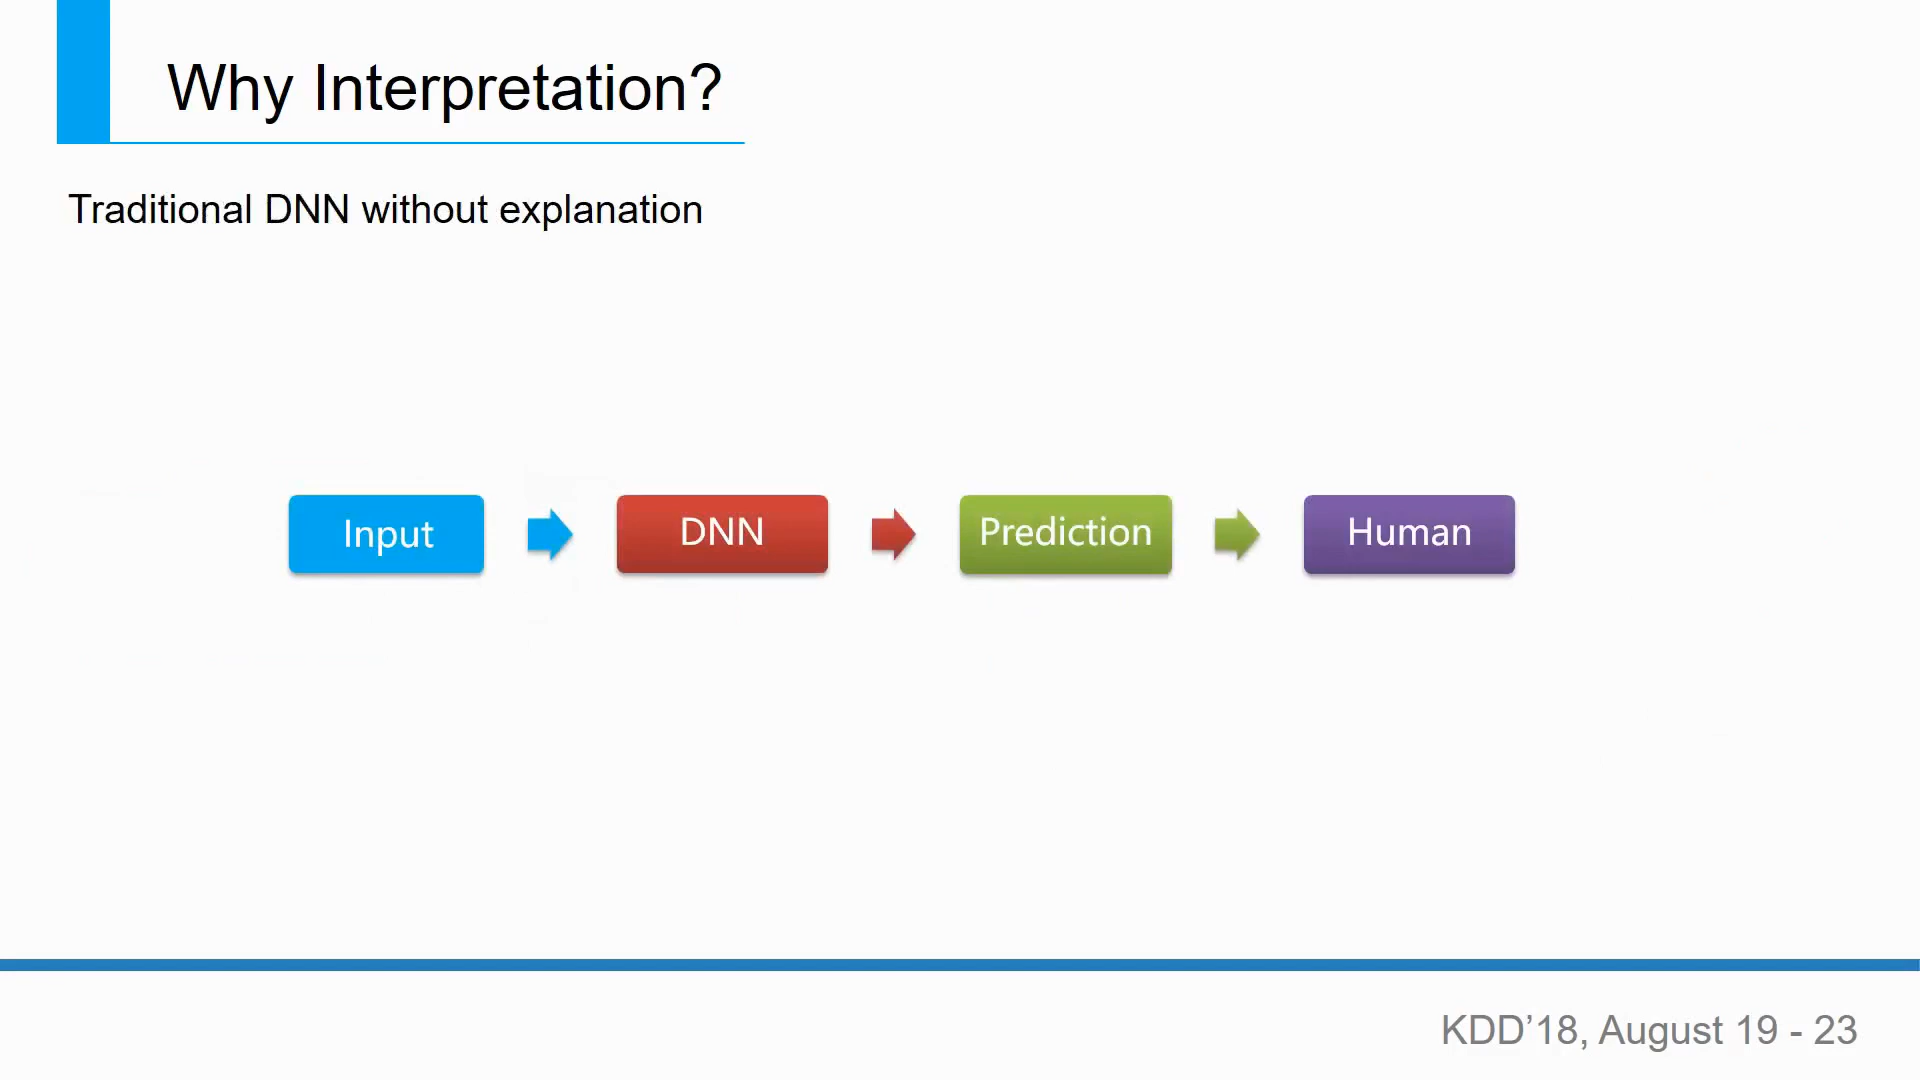 Why Interpretation?
Traditional DNN without explanation
Input
DNN
Prediction
Human
KDD’18, August 19 - 23